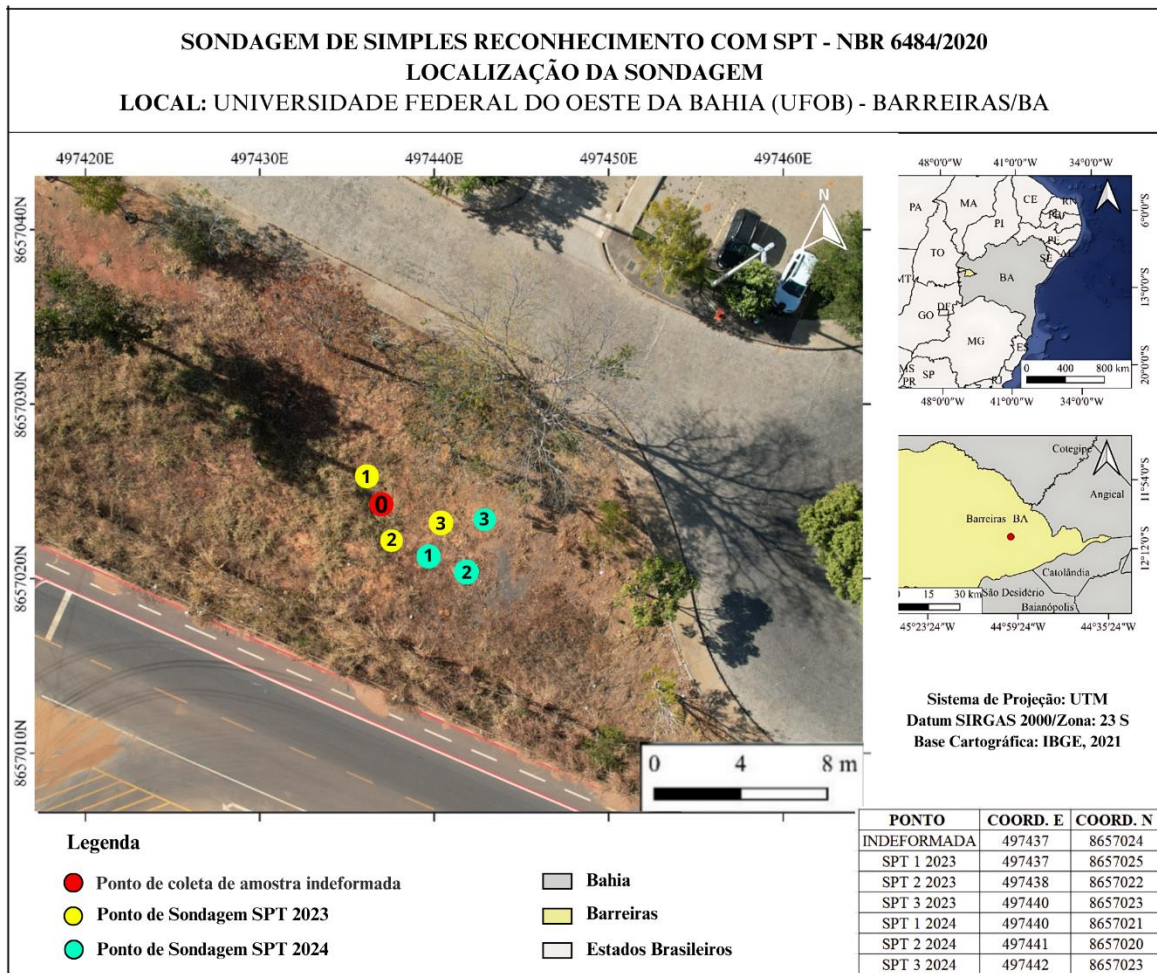 SONDAGEM DE SIMPLES RECONHECIMENTO COM SPT - NBR 6484/2020
LOCALIZAÇÃO DA SONDAGEM
LOCAL: UNIVERSIDADE FEDERAL DO OESTE DA BAHIA (UFOB) - BARREIRAS/BA
497420E 497430E 497440E 497450E 497460E
8657040N
8657030N
8657020N
8657010N
N
1
0
2
3
3
1
2
0 4 8 m
48°0'0"W 41°0'0"W 34°0'0"W
6°0'0"S
13°0'0"S
20°0'0"S
PA MA CE RN
PI
PE
TO
SE
MT BA
DF
GO
MG
ES
MS
SP
PR RJ
0 400 800 km
48°0'0"W 41°0'0"W 34°0'0"W
Cotegipe
11°54'0"S
Angical
Barreiras BA
12°12'0"S
Catolândia
São Desidério
Baianópolis
15 30 km
45°23'24"W 44°59'24"W 44°35'24"W
Sistema de Projeção: UTM
Datum SIRGAS 2000/Zona: 23 S
Base Cartográfica: IBGE, 2021
Legenda
Ponto de coleta de amostra indeformada
Ponto de Sondagem SPT 2023
Ponto de Sondagem SPT 2024
Bahia
Barreiras
Estados Brasileiros
PONTO COORD. E COORD. N
INDEFORMADA 497437 8657024
SPT 1 2023 497437 8657025
SPT 2 2023 497438 8657022
SPT 3 2023 497440 8657023
SPT 1 2024 497440 8657021
SPT 2 2024 497441 8657020
SPT 3 2024 497442 8657023